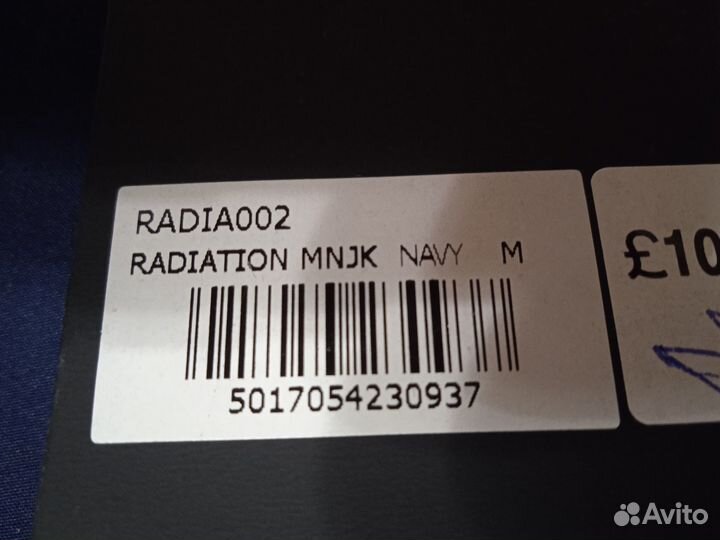 RADIA002
RADIATION MNJK NAVY M
5017054230937
£10
Avito